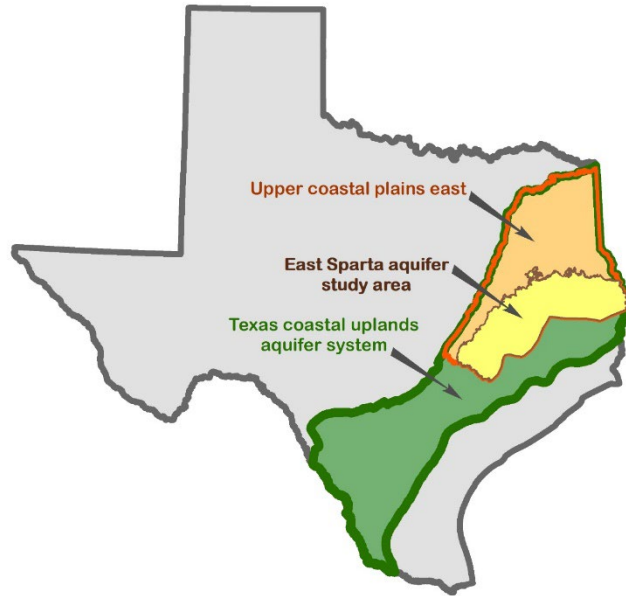 Upper coastal plains east
East Sparta aquifer
study area
Texas coastal uplands
aquifer system